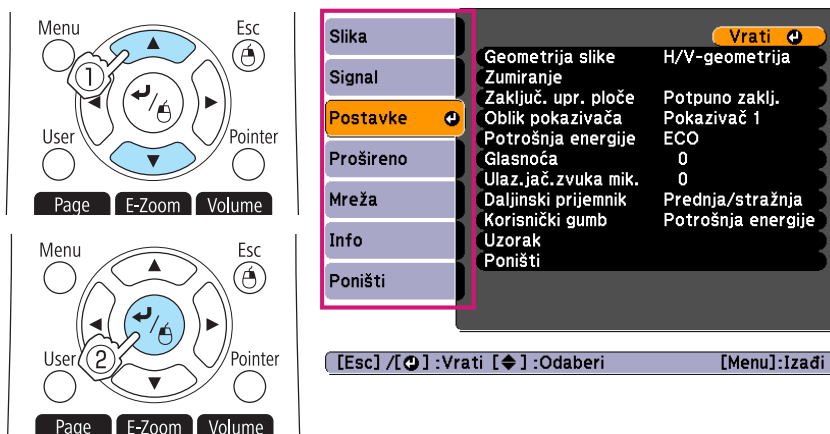 Menu
Esc
1
User
Pointer
Page E-Zoom Volume
Menu
Esc
User
2
Pointer
Page E-Zoom Volume
Slika
Signal
Postavke
Prošireno
Mreža
Info
Poništi
Vrati
Geometrija slike H/V-geometrija
Zumiranje
Zaključ. upr. ploče Potpuno zaklj.
Oblik pokazivača Pokazivač 1
Potrošnja energije ECO
Glasnoća 0
Ulaz.jač.zvuka mik. 0
Daljinski prijemnik Prednja/stražnja
Korisnički gumb Potrošnja energije
Uzorak
Poništi
[Esc] /[ ] :Vrati [ ] :Odaberi [Menu]:Izađi